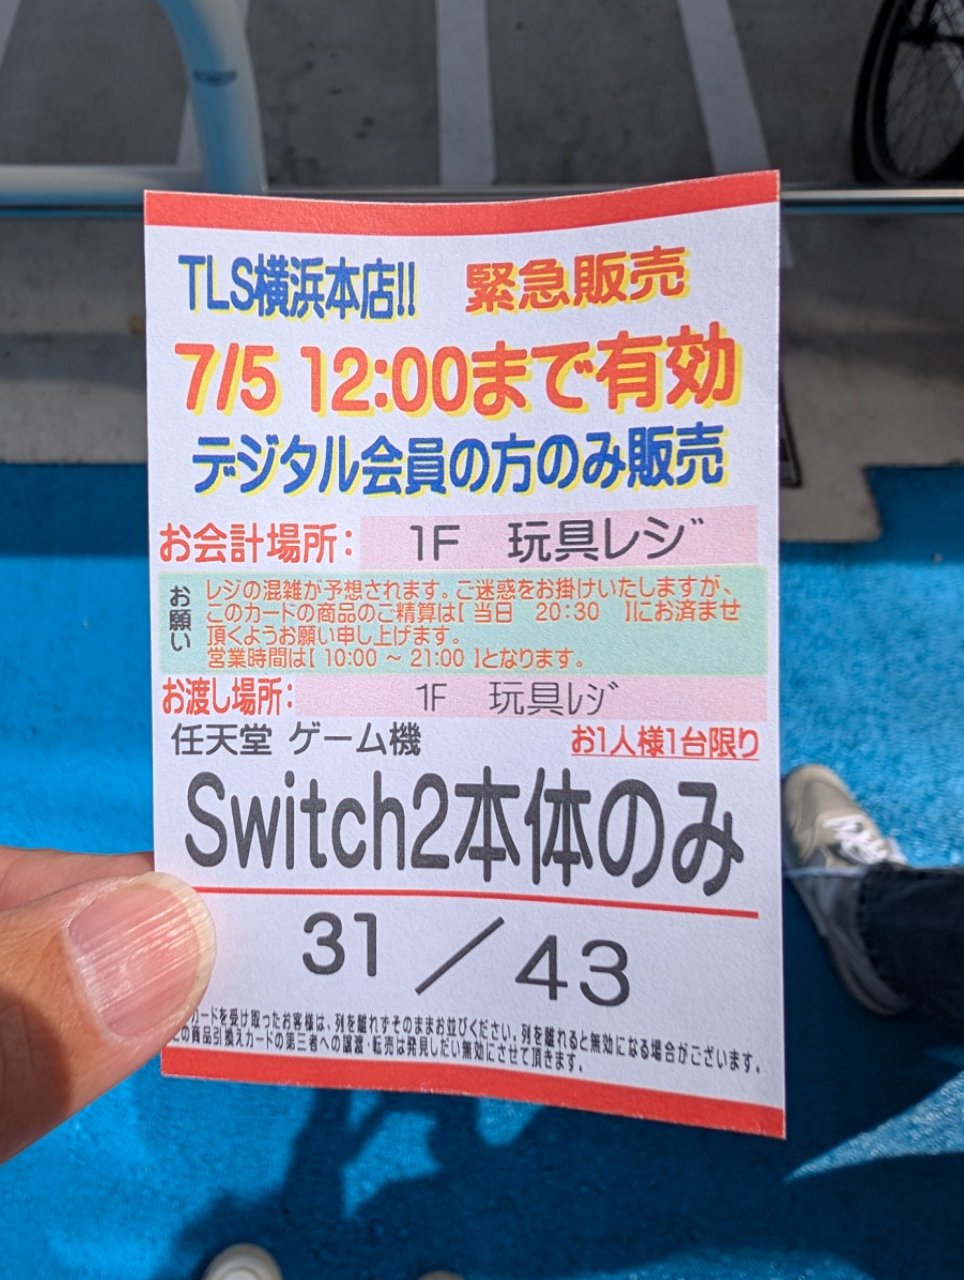 TLS横浜本店!! 緊急販売
7/5 12:00まで有効
デジタル会員の方のみ販売
お会計場所: 1F 玩具レジ
お願い
レジの混雑が予想されます。ご迷惑をお掛けいたしますが、
このカードの商品のご精算は【 当日 20:30 】にお済ませ
頂くようお願い申し上げます。
営業時間は【 10:00 ~ 21:00 】となります。
お渡し場所: 1F 玩具レジ
任天堂 ゲーム機 お1人様1台限り
Switch2本体のみ
31/43
カードを受け取ったお客様は、列を離れずそのままお並びください。列を離れると無効になる場合がございます。
の商品引換えカードの第三者への譲渡・転売は発見しだい無効にさせて頂きます。